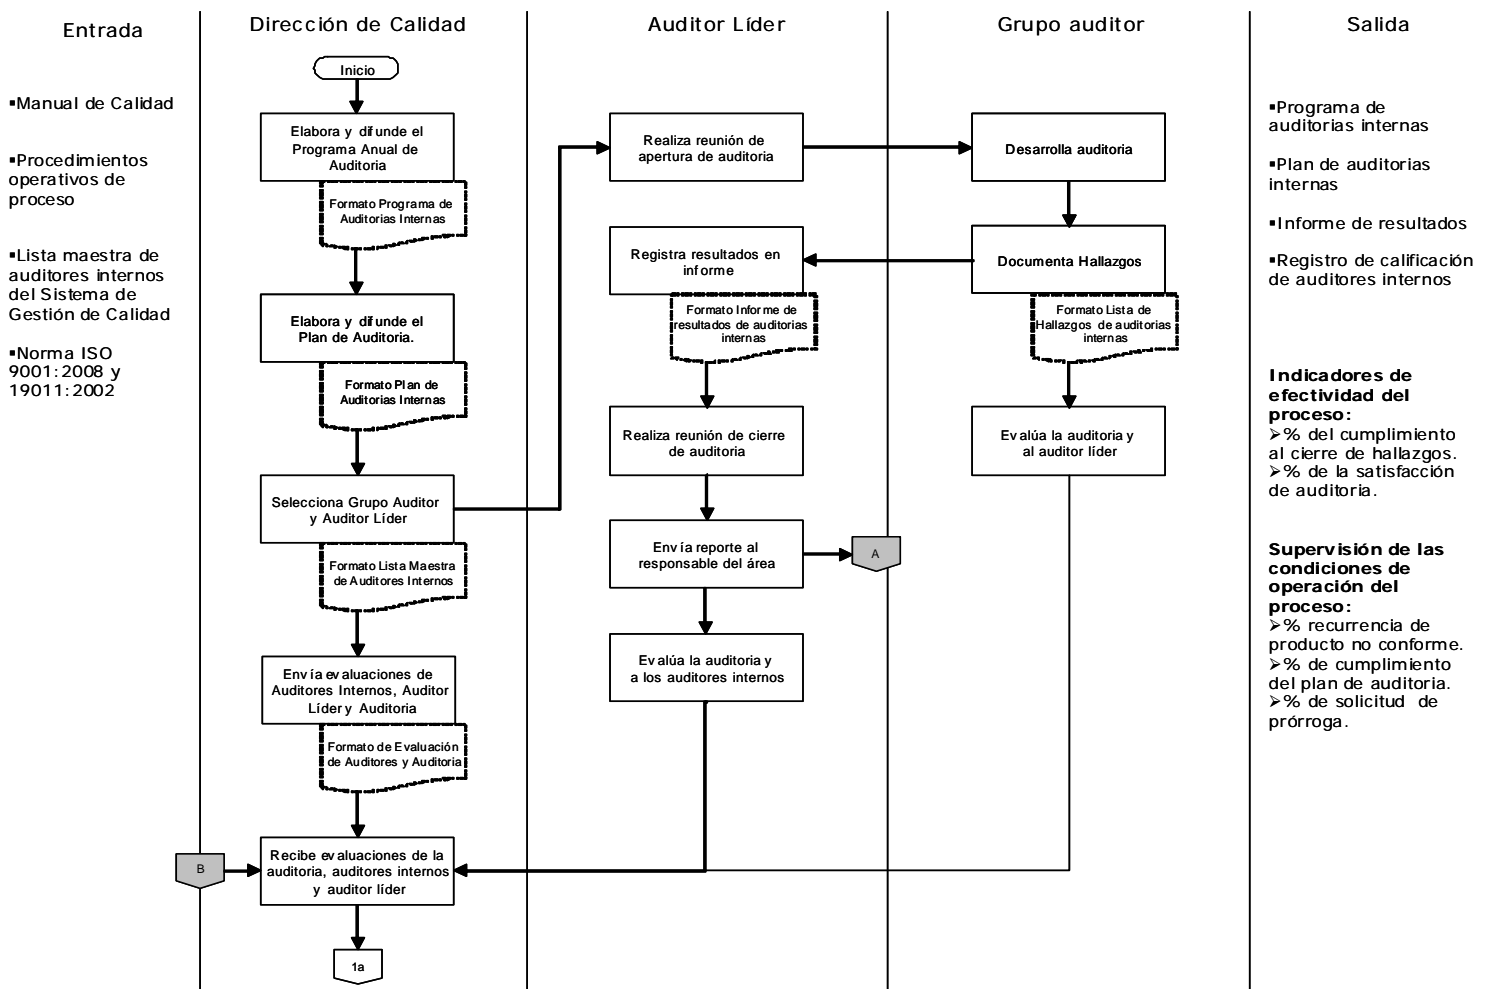 Entrada
▪Manual de Calidad
▪Procedimientos
operativos de
proceso
▪Lista maestra de
auditores internos
del Sistema de
Gestión de Calidad
▪Norma ISO
9001:2008 y
19011:2002
Dirección de Calidad
Inicio
Elabora y difunde el
Programa Anual de
Auditoria
Formato Programa de
Auditorias Internas
Elabora y difunde el
Plan de Auditoria.
Formato Plan de
Auditorias Internas
Selecciona Grupo Auditor
y Auditor Líder
Formato Lista Maestra
de Auditores Internos
Envía evaluaciones de
Auditores Internos, Auditor
Líder y Auditoria
Formato de Evaluación
de Auditores y Auditoria
B
Recibe evaluaciones de la
auditoria, auditores internos
y auditor líder
1a
Auditor Líder
Realiza reunión de
apertura de auditoria
Registra resultados en
informe
Formato Informe de
resultados de auditorias
internas
Realiza reunión de cierre
de auditoria
Envía reporte al
responsable del área
A
Evalúa la auditoria y
a los auditores internos
Grupo auditor
Desarrolla auditoria
Documenta Hallazgos
Formato Lista de
Hallazgos de auditorias
internas
Evalúa la auditoria y
al auditor líder
Salida
▪Programa de
auditorias internas
▪Plan de auditorias
internas
▪Informe de resultados
▪Registro de calificación
de auditores internos
Indicadores de
efectividad del
proceso:
➢% del cumplimiento
al cierre de hallazgos.
➢% de la satisfacción
de auditoria.
Supervisión de las
condiciones de
operación del
proceso:
➢% recurrencia de
producto no conforme.
➢% de cumplimiento
del plan de auditoria.
➢% de solicitud de
prórroga.